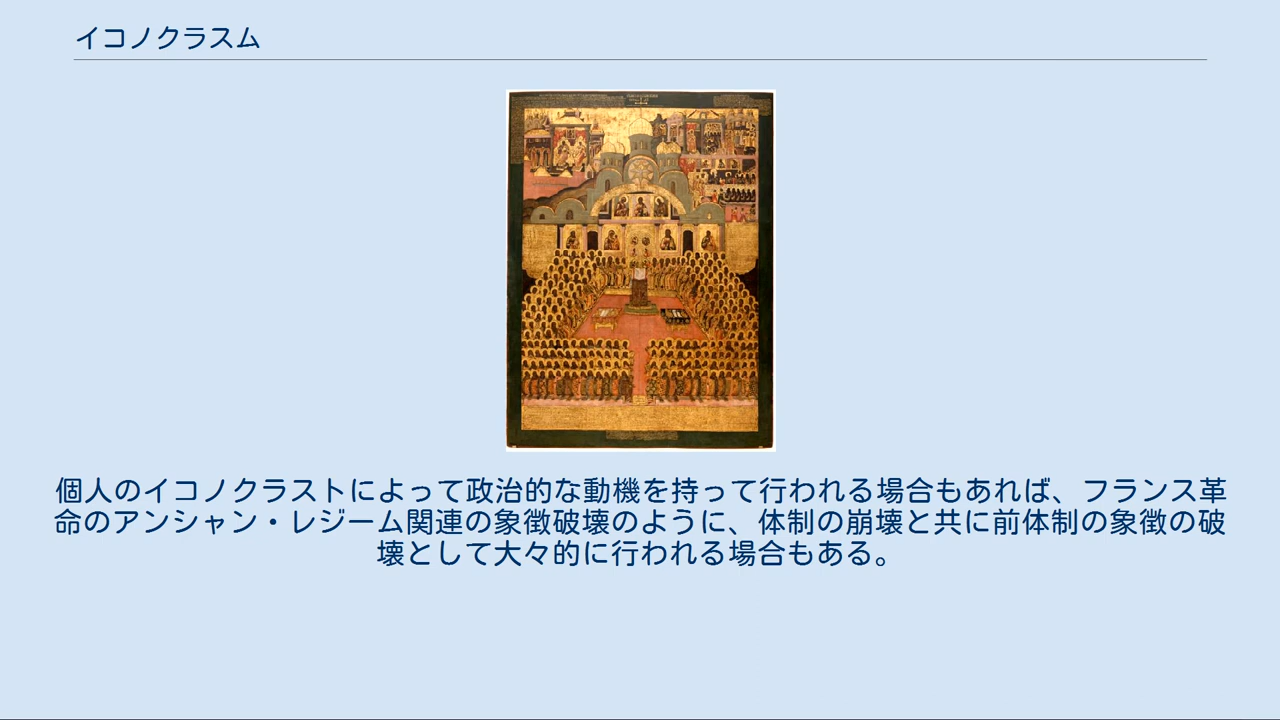 イコノクラスム
個人のイコノクラストによって政治的な動機を持って行われる場合もあれば、フランス革
命のアンシャン・レジーム関連の象徴破壊のように、体制の崩壊と共に前体制の象徴の破
壊として大々的に行われる場合もある。